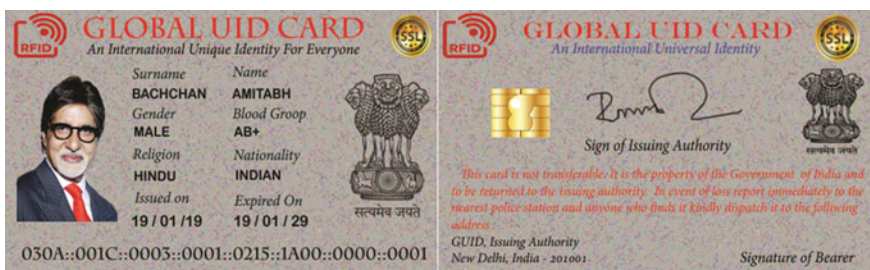 RFID
GLOBAL UID CARD
SSL
An International Unique Identity For Everyone
Surname Name
BACHCHAN AMITABH
Gender Blood Groop
MALE AB+
Religion Nationality
HINDU INDIAN
Issued on Expired On
19 / 01 /19 19 / 01 / 29
सत्यमेव जयते
030A::001C::0003::0001::0215::1A00::0000::0001
RFID
GLOBAL UID CARD
SSL
An International Universal Identity
Sign of Issuing Authority
सत्यमेव जयते
This card is not transferable. It is the property of the Government of India and
to be returned to the issuing authority. In event of loss report immediately to the
nearest police station and anyone who finds it kindly dispatch it to the folliwing
address :
GUID, Issuing Authority
New Delhi, India - 201001
Signature of Bearer